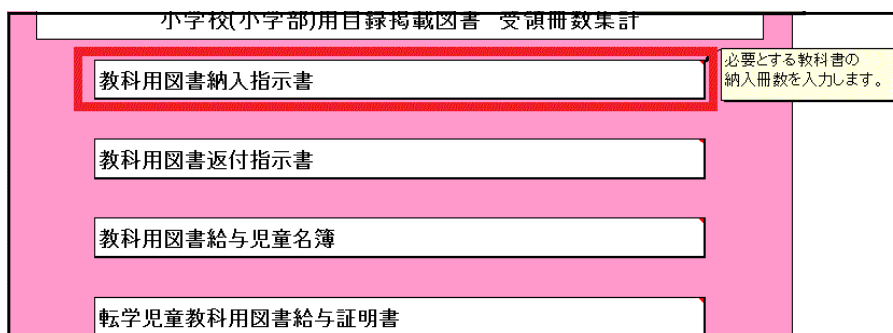 小学校(小学部)用目録掲載図書 受領冊数集計
教科用図書納入指示書
必要とする教科書の
納入冊数を入力します。
教科用図書返付指示書
教科用図書給与児童名簿
転学児童教科用図書給与証明書